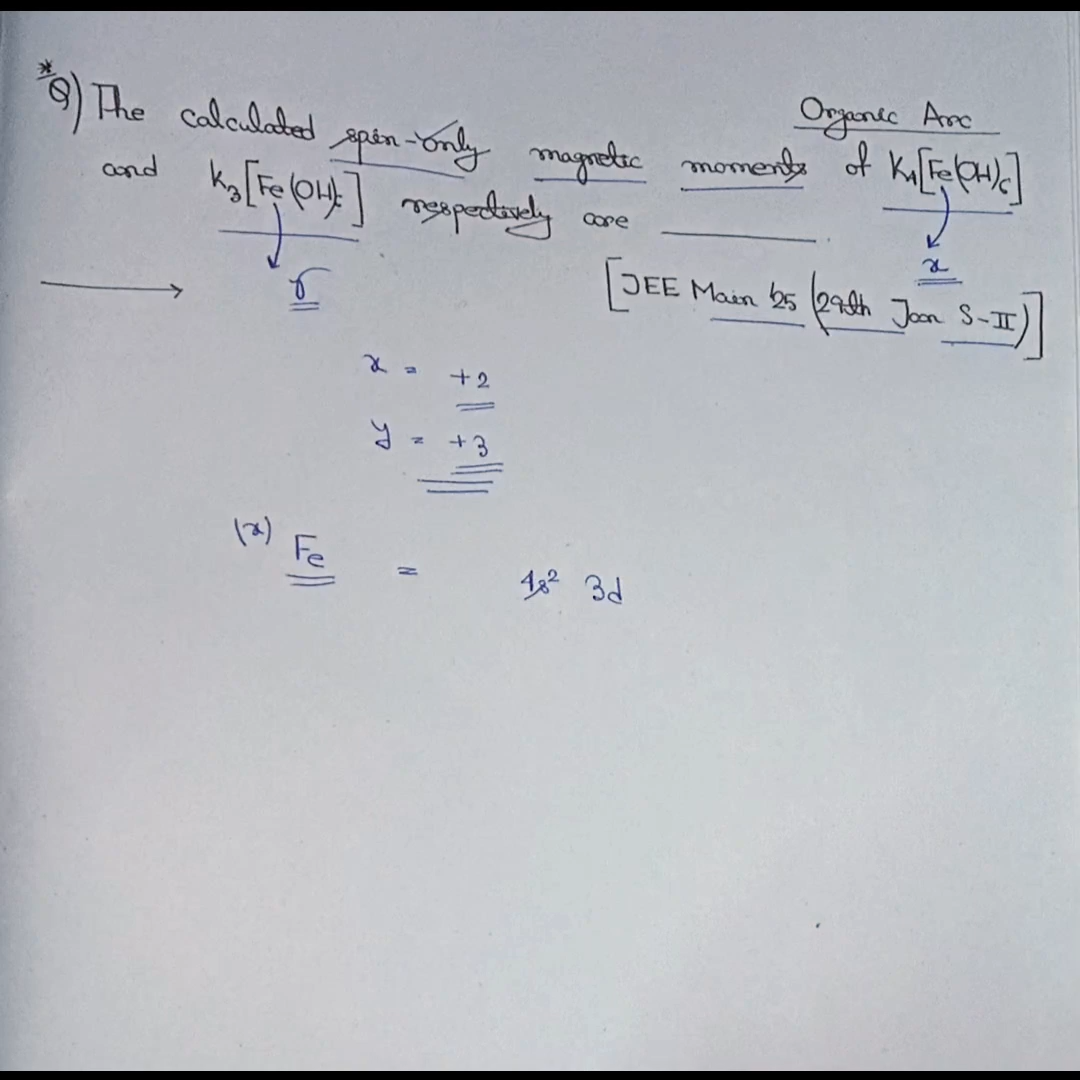 Organic Arc
*Q) The calculated spin-only magnetic moments of K4[Fe(OH)6]
and K3[Fe(OH)6] respectively are ______.
x
y
[JEE Main '25 (29th Jan S-II)]
x = +2
y = +3
(x) Fe = 4s² 3d